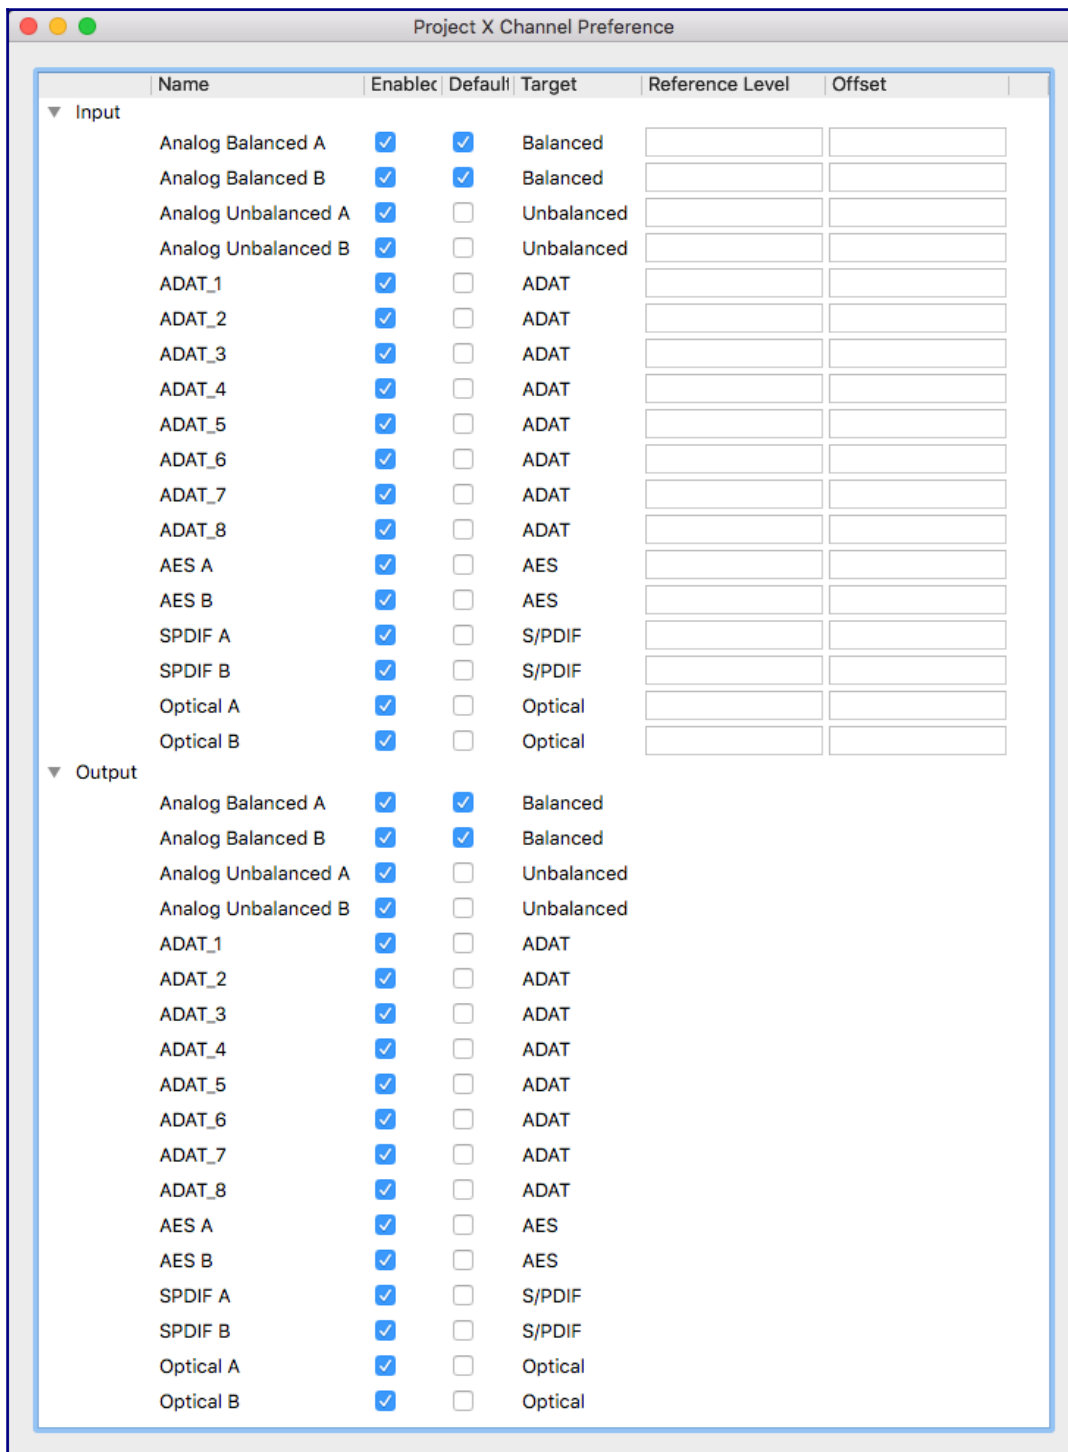 Project X Channel Preference
Name Enablec Default Target Reference Level Offset
Input
Analog Balanced A Balanced
Analog Balanced B Balanced
Analog Unbalanced A Unbalanced
Analog Unbalanced B Unbalanced
ADAT_1 ADAT
ADAT_2 ADAT
ADAT_3 ADAT
ADAT_4 ADAT
ADAT_5 ADAT
ADAT_6 ADAT
ADAT_7 ADAT
ADAT_8 ADAT
AES A AES
AES B AES
SPDIF A S/PDIF
SPDIF B S/PDIF
Optical A Optical
Optical B Optical
Output
Analog Balanced A Balanced
Analog Balanced B Balanced
Analog Unbalanced A Unbalanced
Analog Unbalanced B Unbalanced
ADAT_1 ADAT
ADAT_2 ADAT
ADAT_3 ADAT
ADAT_4 ADAT
ADAT_5 ADAT
ADAT_6 ADAT
ADAT_7 ADAT
ADAT_8 ADAT
AES A AES
AES B AES
SPDIF A S/PDIF
SPDIF B S/PDIF
Optical A Optical
Optical B Optical